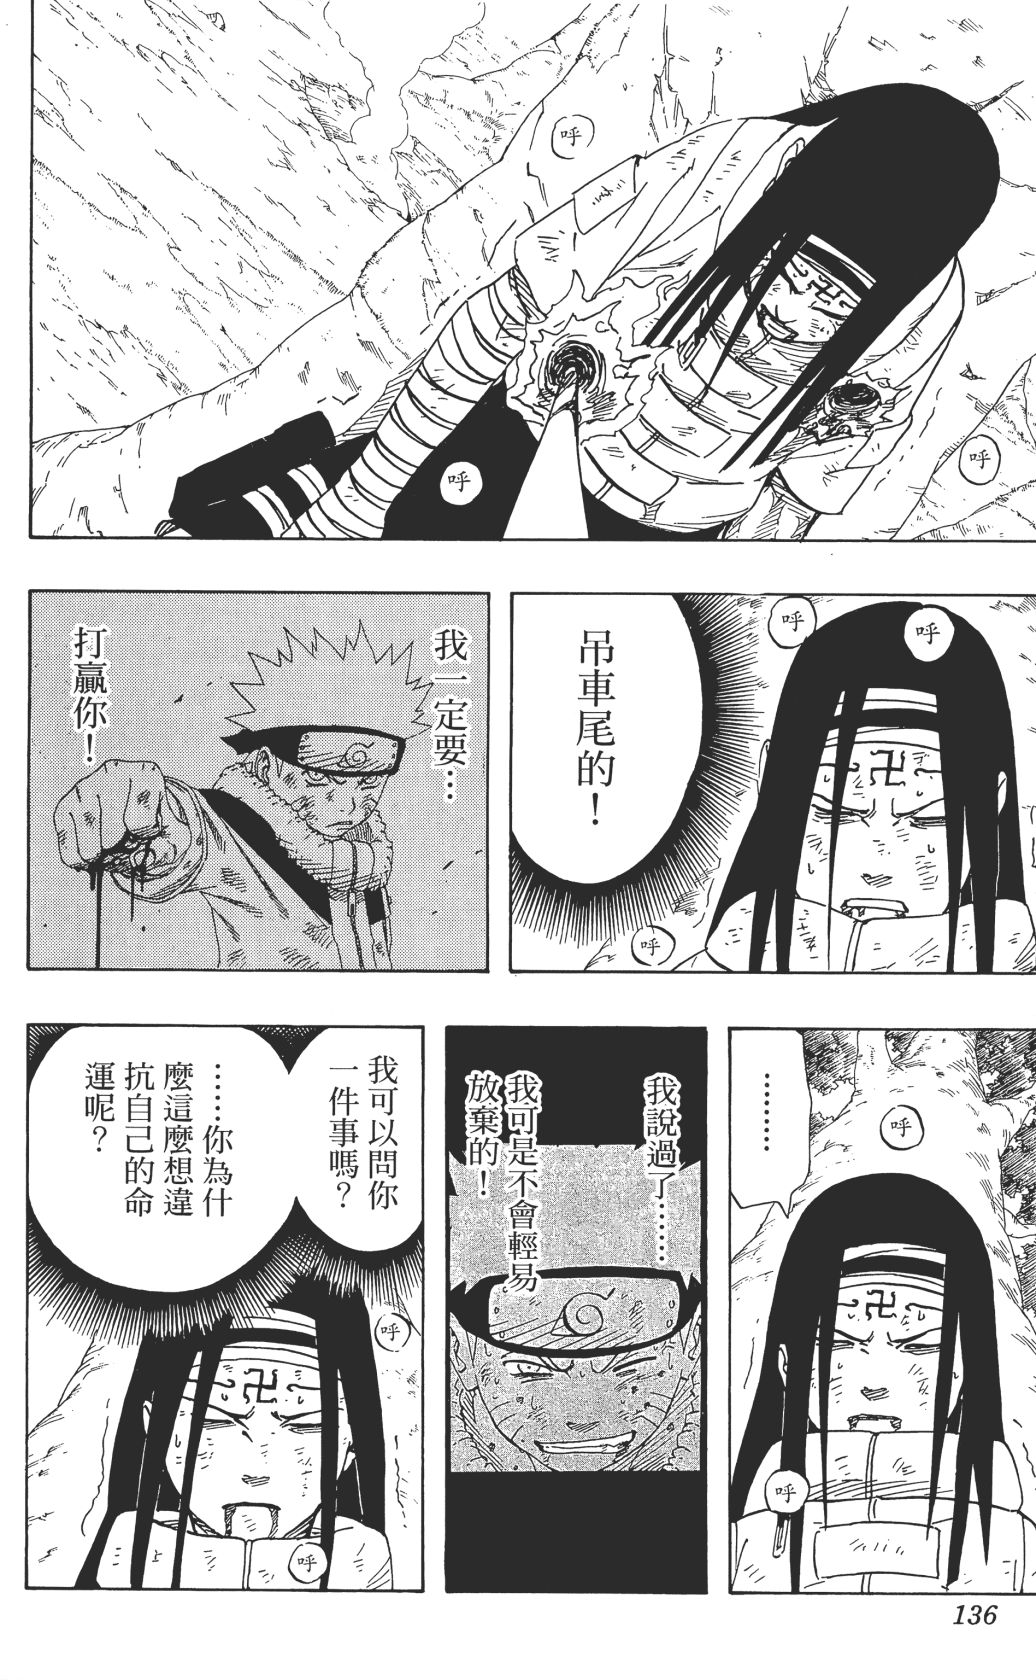 呼
呼
呼
呼
呼
吊車尾的！
呼
我一定要…
打贏你！
……
呼
呼
我說過了……
我可是不會輕易
放棄的！
我可以問你
一件事嗎？
……你為什
麼這麼想違
抗自己的命
運呢？
呼
呼
136